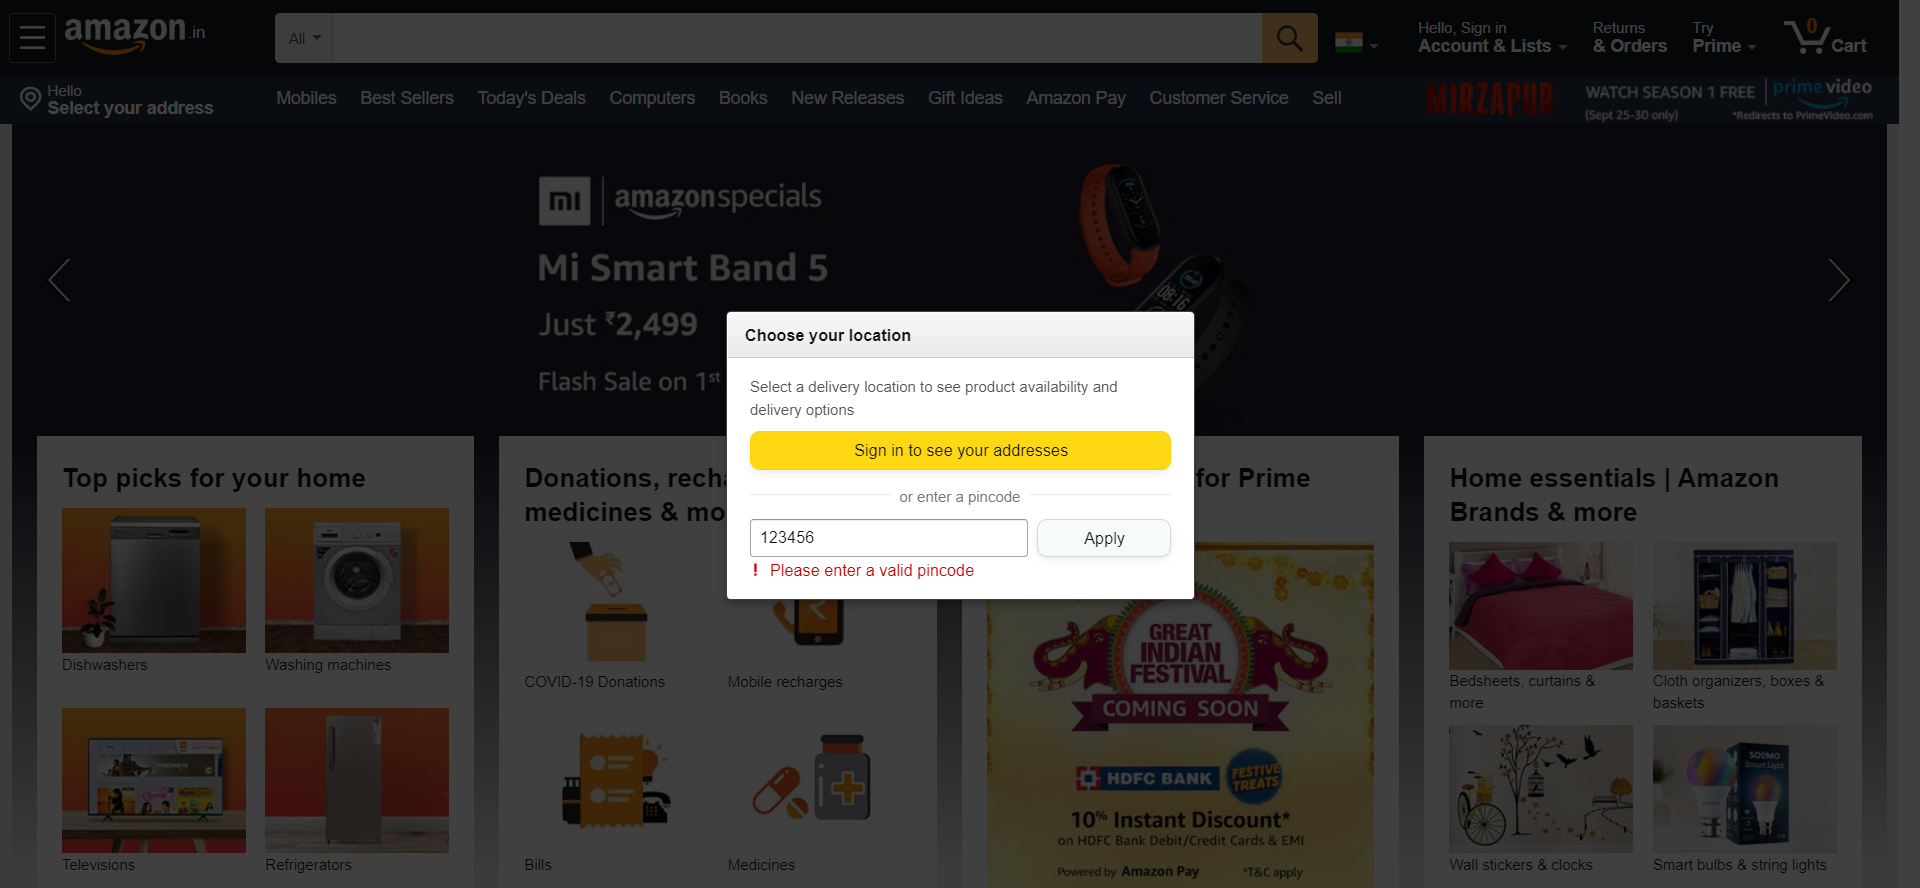 amazon.in
All
Hello, Sign in
Account & Lists
Returns
& Orders
Try
Prime
0
Cart
Hello
Select your address
Mobiles
Best Sellers
Today's Deals
Computers
Books
New Releases
Gift Ideas
Amazon Pay
Customer Service
Sell
MIRZAPUR
WATCH SEASON 1 FREE
(Sept 25-30 only)
prime video
*Redirects to PrimeVideo.com
mi
amazonspecials
Mi Smart Band 5
Just ₹2,499
Flash Sale on 1st
08:16
Choose your location
Select a delivery location to see product availability and
delivery options
Sign in to see your addresses
or enter a pincode
123456
Apply
! Please enter a valid pincode
Top picks for your home
Dishwashers
Washing machines
Televisions
Refrigerators
Donations, recha
medicines & mo
COVID-19 Donations
Mobile recharges
Bills
Medicines
for Prime
GREAT
INDIAN
FESTIVAL
COMING SOON
HDFC BANK
FESTIVE
TREATS
10% Instant Discount*
on HDFC Bank Debit/Credit Cards & EMI
Powered by Amazon Pay
*T&C apply
Home essentials | Amazon
Brands & more
Bedsheets, curtains &
more
Cloth organizers, boxes &
baskets
SOLIMO
Smart Light
Wall stickers & clocks
Smart bulbs & string lights